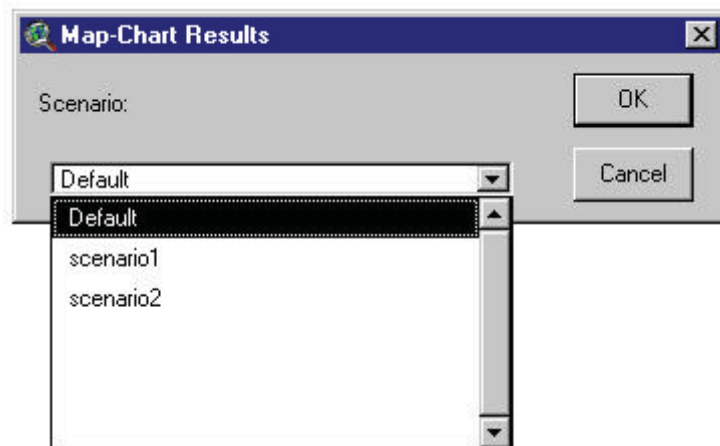 Map-Chart Results
Scenario:
OK
Default
Cancel
Default
scenario1
scenario2